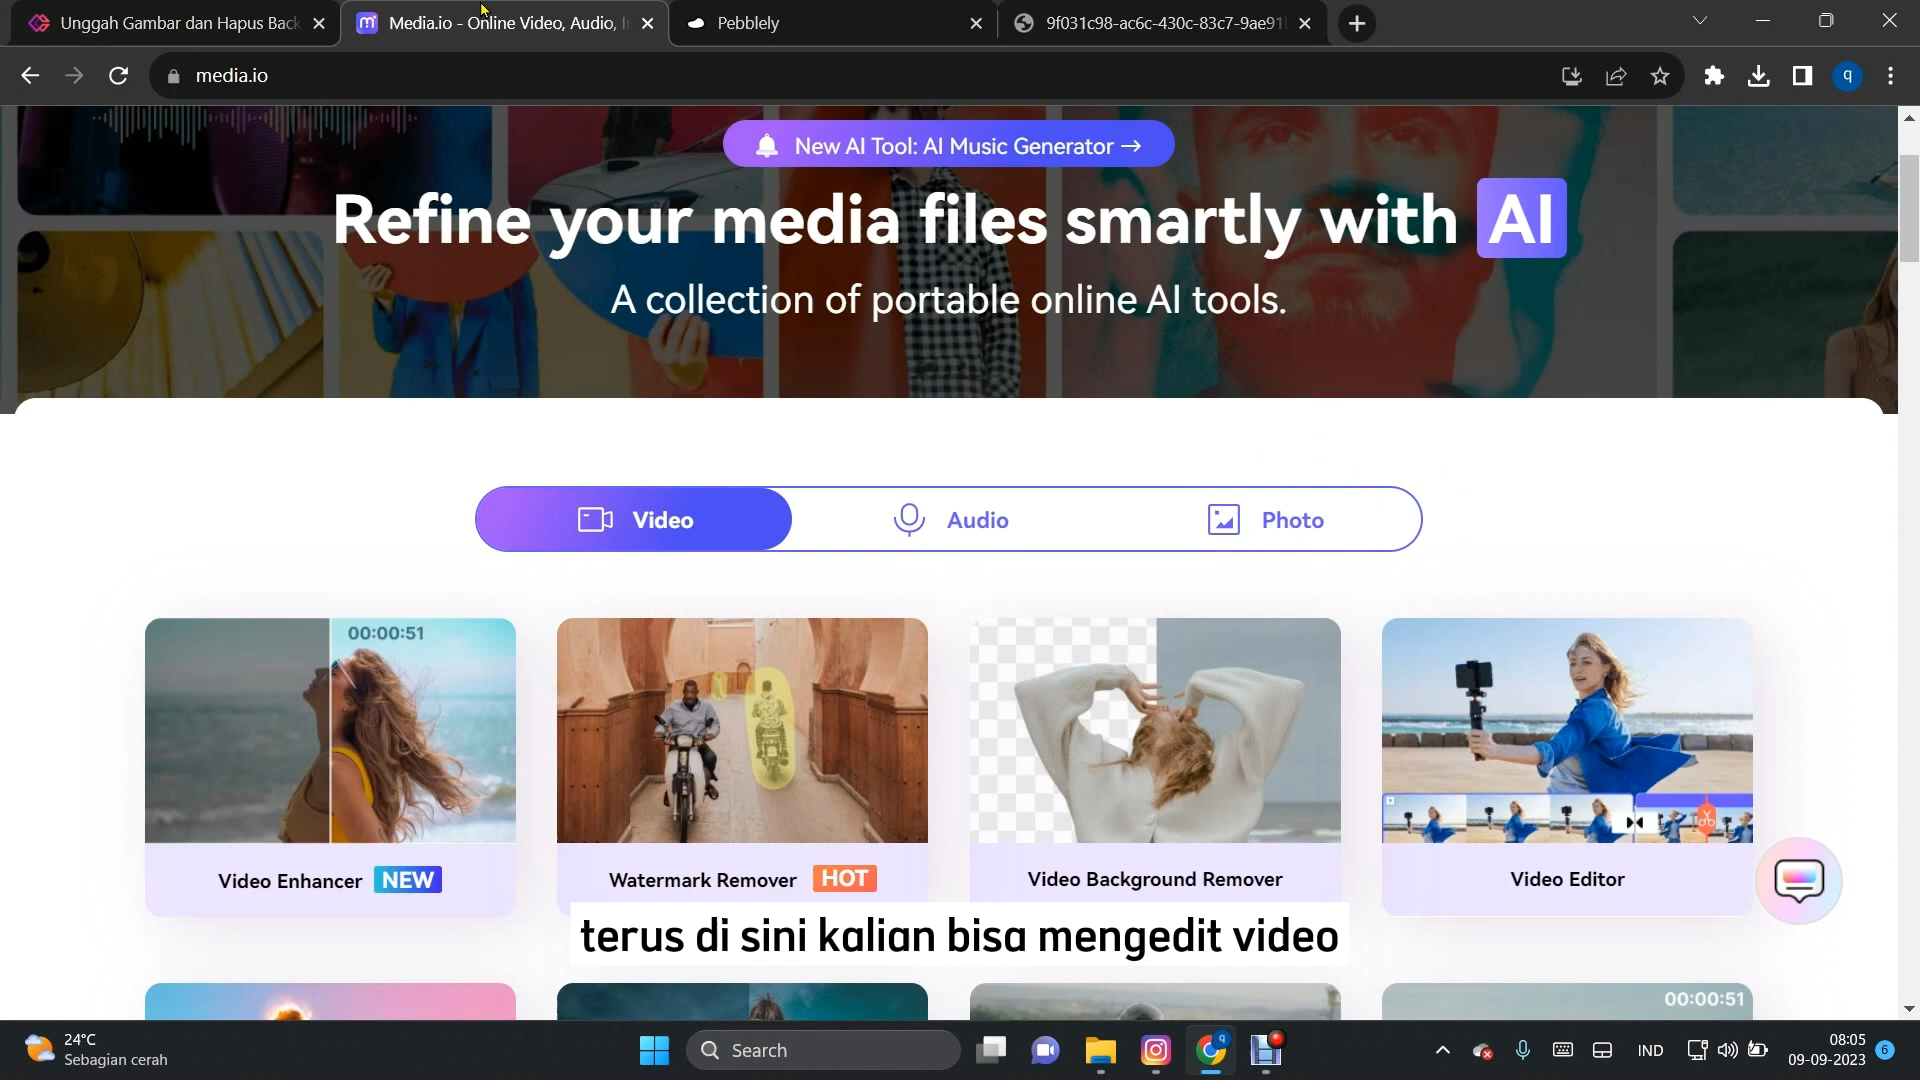 Unggah Gambar dan Hapus Back
Media.io - Online Video, Audio, I
Pebblely
9f031c98-ac6c-430c-83c7-9ae91
media.io
q
New AI Tool: AI Music Generator →
Refine your media files smartly with AI
A collection of portable online AI tools.
Video
Audio
Photo
00:00:51
Video Enhancer NEW
Watermark Remover HOT
Video Background Remover
Video Editor
terus di sini kalian bisa mengedit video
00:00:51
24°C
Sebagian cerah
Search
q
IND
08:05
09-09-2023
6